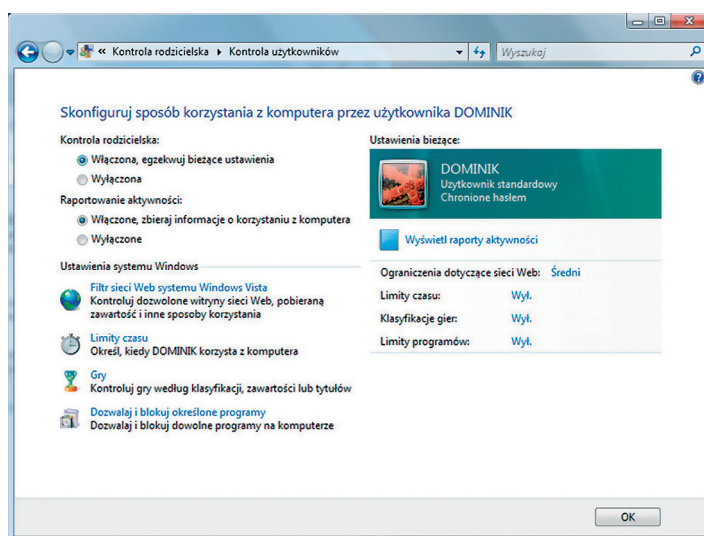 « Kontrola rodzicielska ▸ Kontrola użytkowników
Wyszukaj
Skonfiguruj sposób korzystania z komputera przez użytkownika DOMINIK
Kontrola rodzicielska:
Włączona, egzekwuj bieżące ustawienia
Wyłączona
Raportowanie aktywności:
Włączone, zbieraj informacje o korzystaniu z komputera
Wyłączone
Ustawienia systemu Windows
Filtr sieci Web systemu Windows Vista
Kontroluj dozwolone witryny sieci Web, pobieraną
zawartość i inne sposoby korzystania
Limity czasu
Określ, kiedy DOMINIK korzysta z komputera
Gry
Kontroluj gry według klasyfikacji, zawartości lub tytułów
Dozwalaj i blokuj określone programy
Dozwalaj i blokuj dowolne programy na komputerze
Ustawienia bieżące:
DOMINIK
Użytkownik standardowy
Chronione hasłem
Wyświetl raporty aktywności
Ograniczenia dotyczące sieci Web: Średni
Limity czasu: Wył.
Klasyfikacje gier: Wył.
Limity programów: Wył.
OK